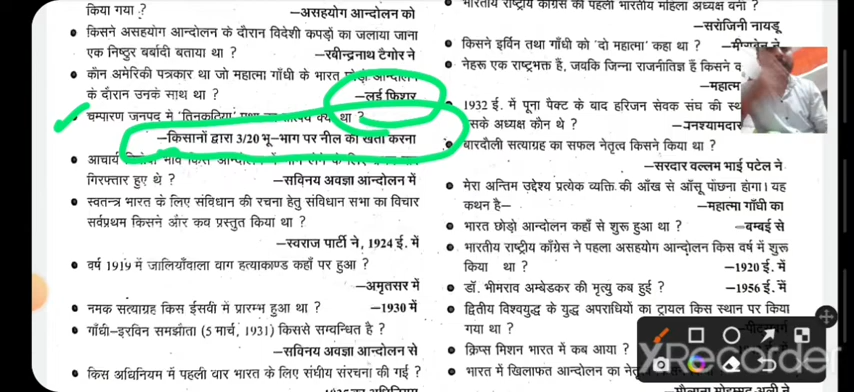 किया गया ?
—असहयोग आन्दोलन को
किसने असहयोग आन्दोलन के दौरान विदेशी कपड़ों का जलाया जाना
एक निष्ठुर बर्बादी बताया था ?
—रवीन्द्रनाथ टैगोर ने
कौन अमेरिकी पत्रकार था जो महात्मा गाँधी के भारत छोड़ो आन्दोलन
के दौरान उनके साथ था ?
—लुई फिशर
चम्पारण जनपद में 'तिनकठिया' प्रथा का क्या था ?
—किसानों द्वारा 3/20 भू-भाग पर नील की खेती करना
आचार्य
गिरफ्तार हुए थे ?
—सविनय अवज्ञा आन्दोलन में
स्वतन्त्र भारत के लिए संविधान की रचना हेतु संविधान सभा का विचार
सर्वप्रथम किसने और कब प्रस्तुत किया था ?
—स्वराज पार्टी ने, 1924 ई. में
वर्ष 1919 में जालियाँवाला वाग हत्याकाण्ड कहाँ पर हुआ ?
—अमृतसर में
नमक सत्याग्रह किस ईसवी में प्रारम्भ हुआ था ?
—1930 में
गाँधी-इरविन समझौता (5 मार्च, 1931) किससे सम्बन्धित है ?
—सविनय अवज्ञा आन्दोलन से
किस अधिनियम में पहली बार भारत के लिए संघीय संरचना की गई ?
भारतीय राष्ट्रीय कांग्रेस की पहली भारतीय महिला अध्यक्ष बनी ?
—सरोजिनी नायडू
किसने इर्विन तथा गाँधी को 'दो महात्मा' कहा था ?
नेहरू एक राष्ट्रभक्त हैं, जबकि जिन्ना राजनीतिज्ञ हैं किसने
—महात्म
1932 ई. में पूना पैक्ट के बाद हरिजन सेवक संघ की
अध्यक्ष कौन थे ?
बारदौली सत्याग्रह का सफल नेतृत्व किसने किया था ?
—सरदार वल्लम भाई पटेल ने
मेरा अन्तिम उद्देश्य प्रत्येक व्यक्ति की आँख से आँसू पोंछना होगा। यह
कथन है—
—महात्मा गाँधी का
भारत छोड़ो आन्दोलन कहाँ से शुरू हुआ था ?
—बम्बई से
भारतीय राष्ट्रीय काँग्रेस ने पहला असहयोग आन्दोलन किस वर्ष में शुरू
किया था ?
—1920 ई. में
डॉ. भीमराव अम्बेडकर की मृत्यु कब हुई ?
—1956 ई. में
द्वितीय विश्वयुद्ध के युद्ध अपराधियों का ट्रायल किस स्थान पर किया
गया था ?
क्रिप्स मिशन भारत में कब आया ?
भारत में खिलाफत आन्दोलन का
XRecorder